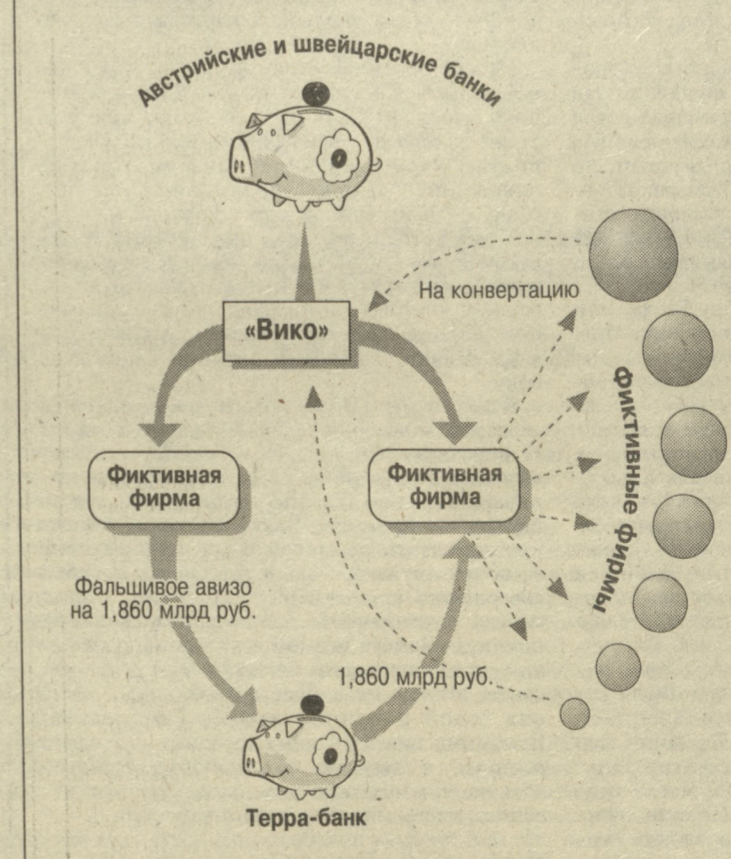 Австрийские и швейцарские банки
На конвертацию
«Вико»
Фиктивная
фирма
Фиктивная
фирма
Фиктивные фирмы
Фальшивое авизо
на 1,860 млрд руб.
1,860 млрд руб.
Терра-банк